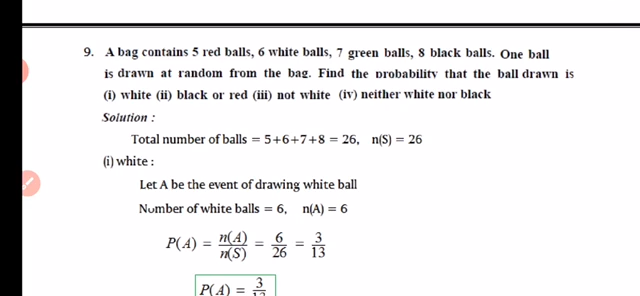 9. A bag contains 5 red balls, 6 white balls, 7 green balls, 8 black balls. One ball
is drawn at random from the bag. Find the probability that the ball drawn is
(i) white (ii) black or red (iii) not white (iv) neither white nor black
Solution :
Total number of balls = 5+6+7+8 = 26, n(S) = 26
(i) white :
Let A be the event of drawing white ball
Number of white balls = 6, n(A) = 6
P(A) = n(A)/n(S) = 6/26 = 3/13
P(A) = 3/13